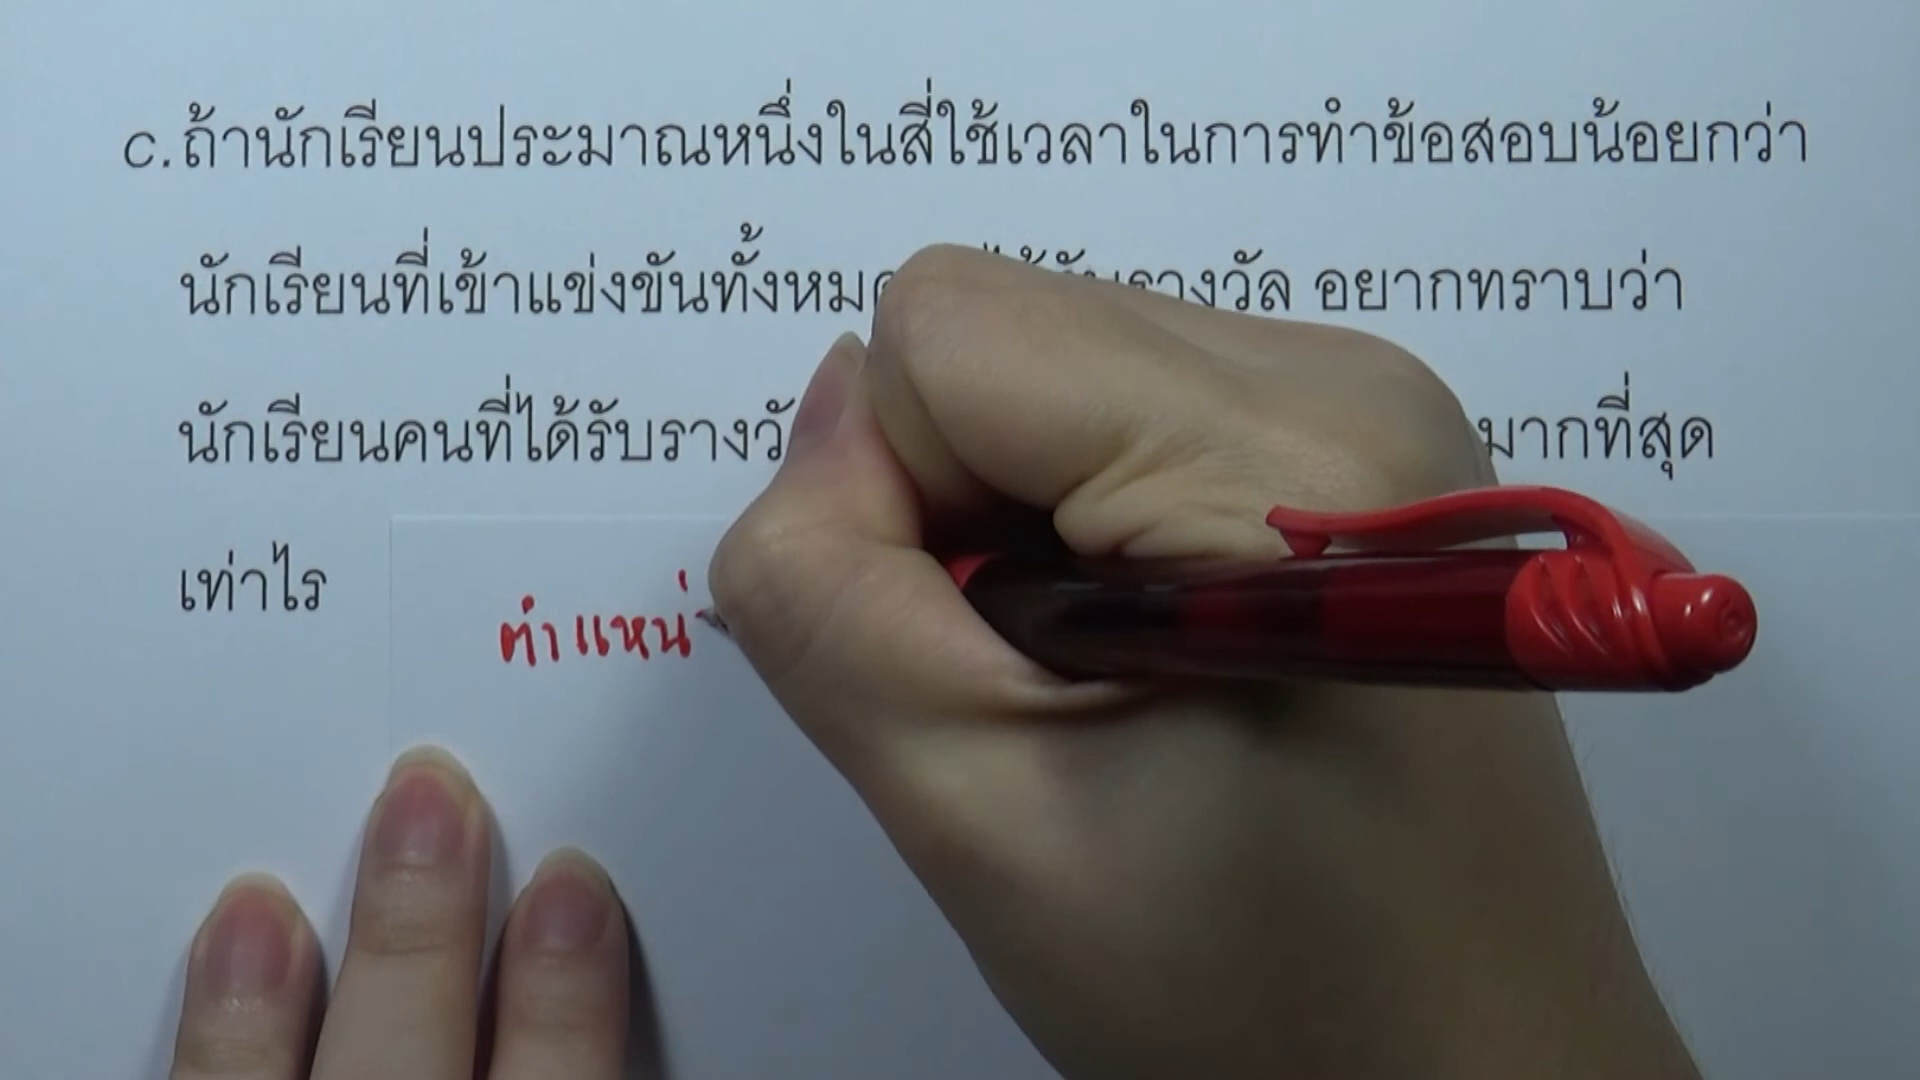 c. ถ้านักเรียนประมาณหนึ่งในสี่ใช้เวลาในการทำข้อสอบน้อยกว่า
นักเรียนที่เข้าแข่งขันทั้งหม รางวัล อยากทราบว่า
นักเรียนคนที่ได้รับรางวั มากที่สุด
เท่าไร
ตำแหน่